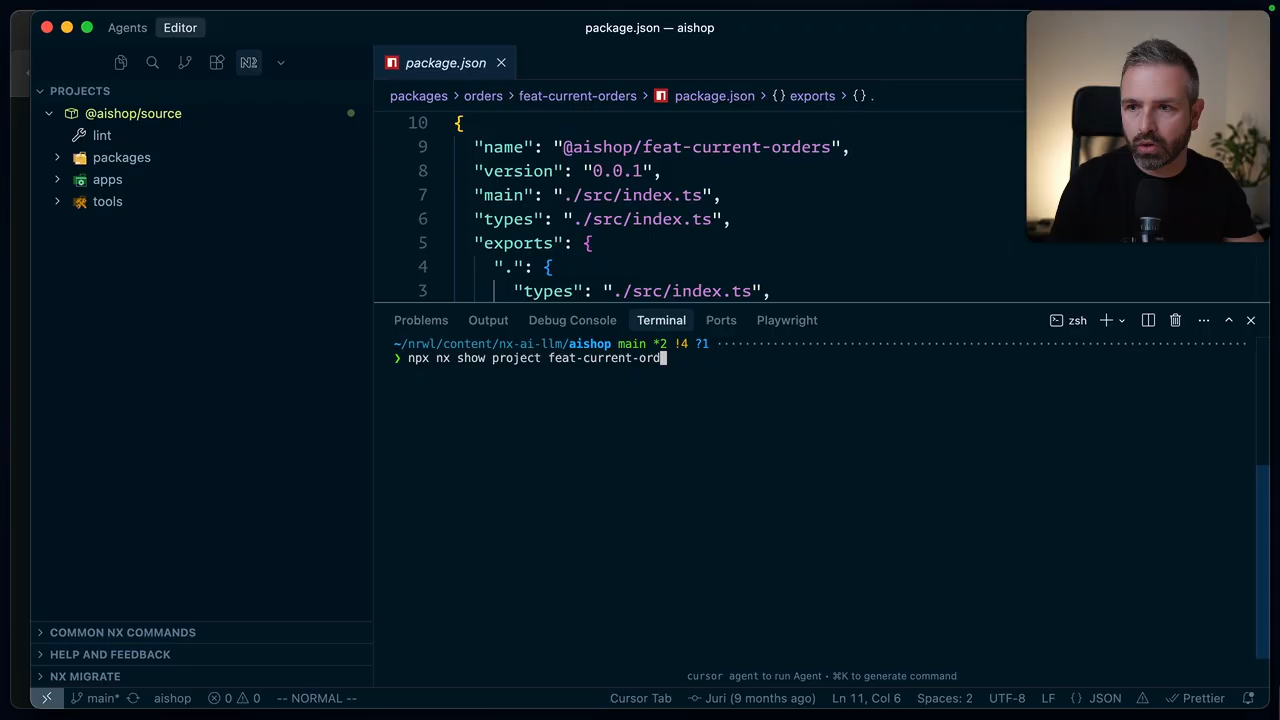 Agents Editor
package.json — aishop
PROJECTS
@aishop/source
lint
packages
apps
tools
COMMON NX COMMANDS
HELP AND FEEDBACK
NX MIGRATE
package.json
packages > orders > feat-current-orders > package.json > {} exports > {} .
10 {
9 "name": "@aishop/feat-current-orders",
8 "version": "0.0.1",
7 "main": "./src/index.ts",
6 "types": "./src/index.ts",
5 "exports": {
4 ".": {
3 "types": "./src/index.ts",
Problems Output Debug Console Terminal Ports Playwright
zsh
~/nrwl/content/nx-ai-llm/aishop main *2 !4 ?1
❯ npx nx show project feat-current-ord
cursor agent to run Agent • ⌘K to generate command
main* aishop 0 0 -- NORMAL -- Cursor Tab Juri (9 months ago) Ln 11, Col 6 Spaces: 2 UTF-8 LF {} JSON Prettier